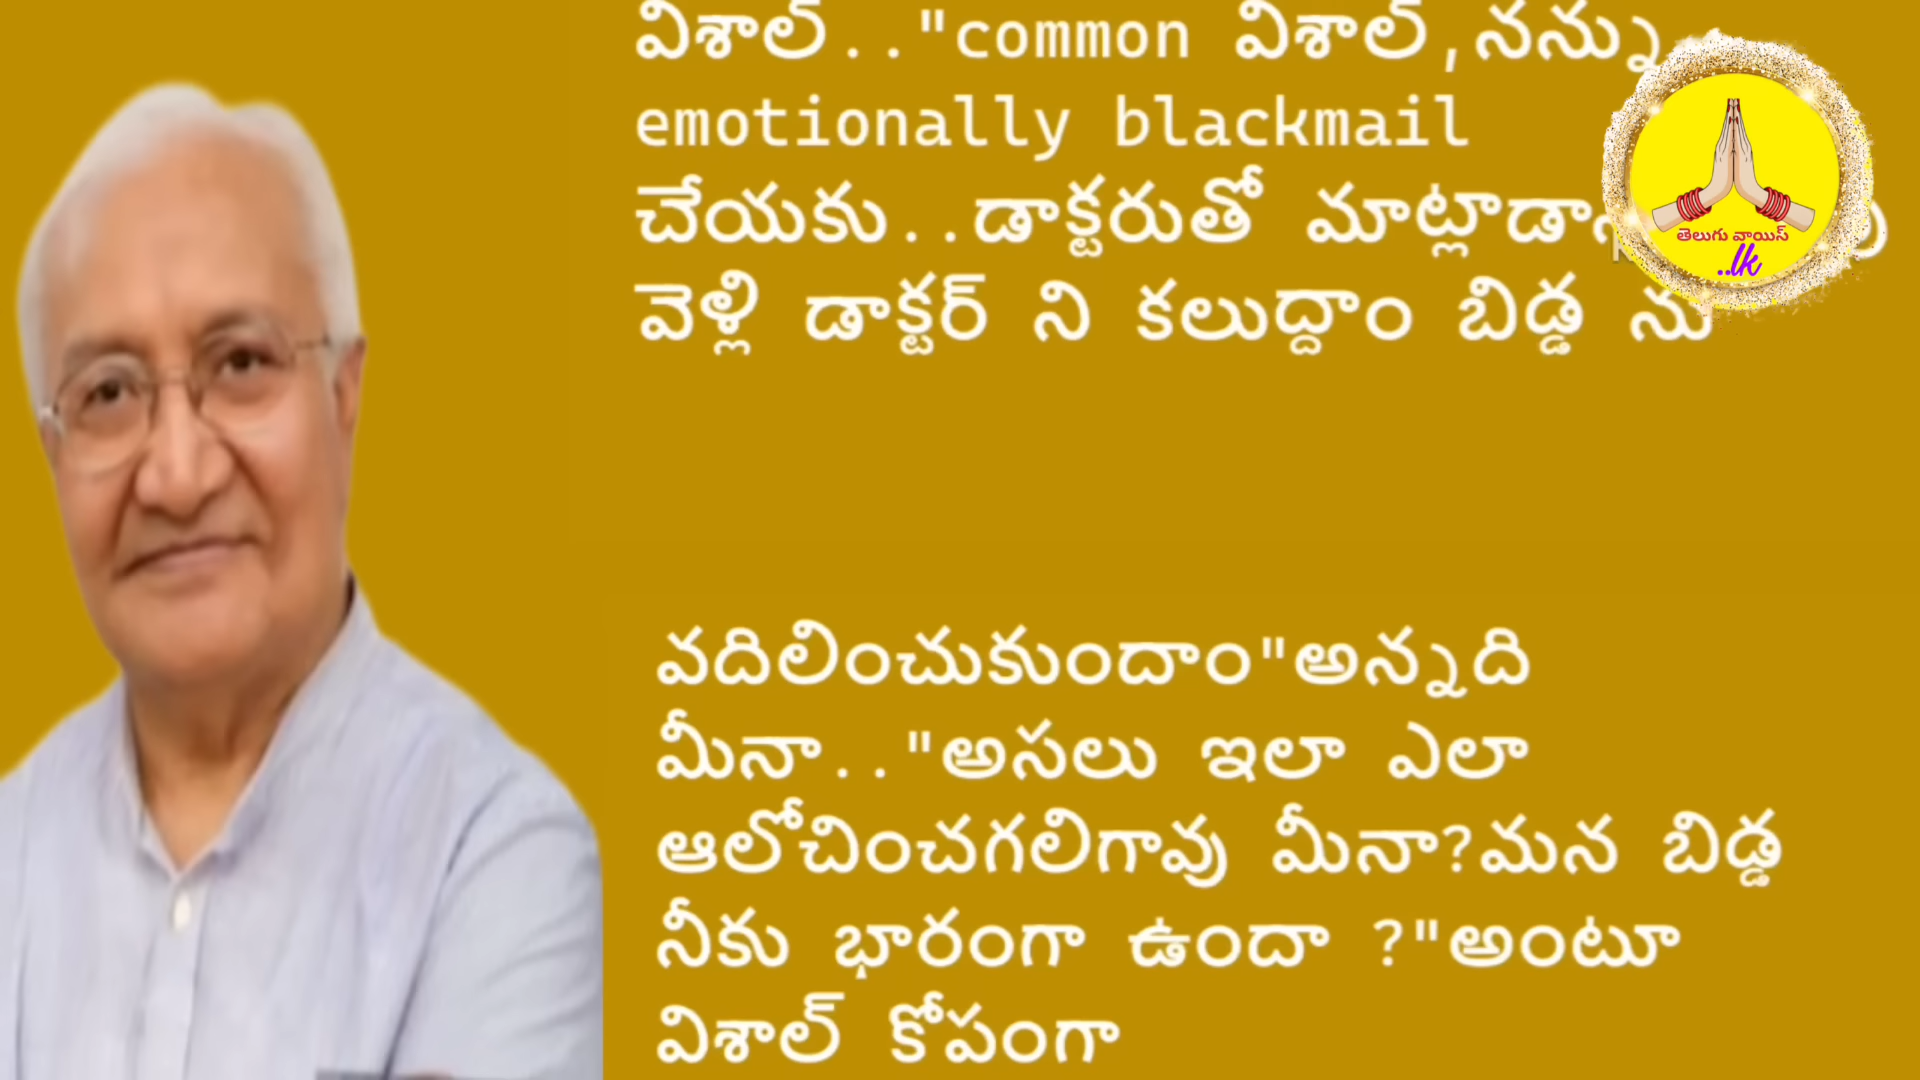 విశాల్.."common విశాల్,నన్ను
emotionally blackmail
చేయకు..డాక్టరుతో
వెళ్లి డాక్టర్ ని కలుద్దాం బిడ్డ ను
తెలుగు వాయిస్
..lk
వదిలించుకుందాం"అన్నది
మీనా.."అసలు ఇలా ఎలా
ఆలోచించగలిగావు మీనా?మన బిడ్డ
నీకు భారంగా ఉందా ?"అంటూ
విశాల్ కోపంగా